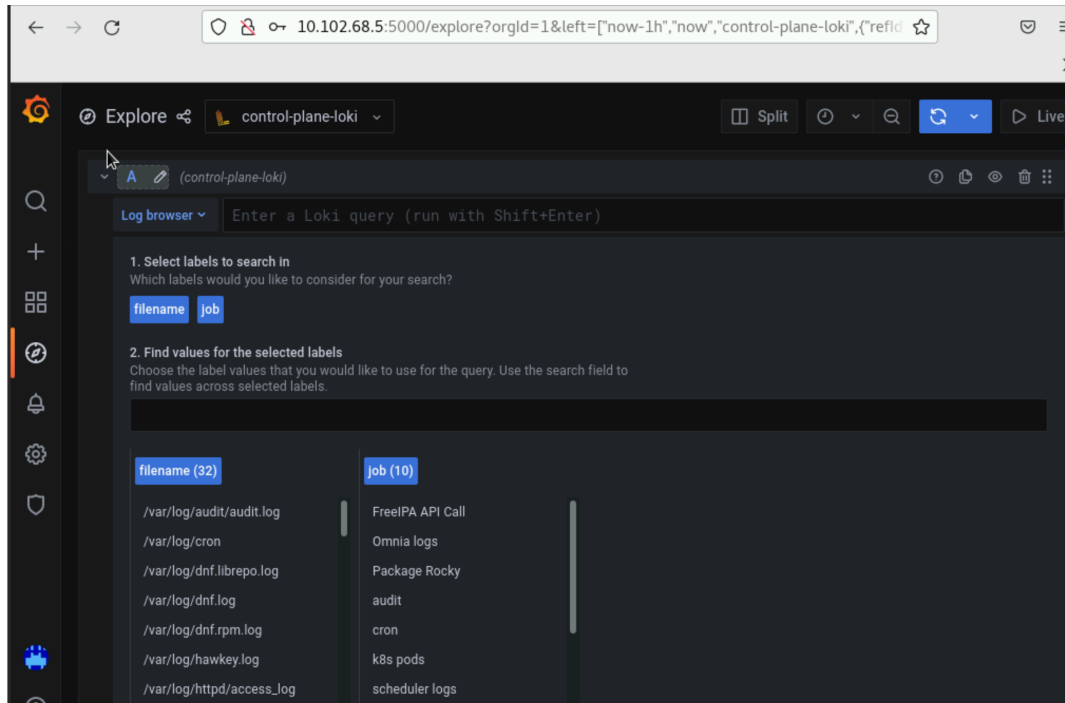 10.102.68.5:5000/explore?orgId=1&left=["now-1h","now","control-plane-loki",{"refId
Explore control-plane-loki Split Live
A (control-plane-loki)
Log browser Enter a Loki query (run with Shift+Enter)
1. Select labels to search in
Which labels would you like to consider for your search?
filename job
2. Find values for the selected labels
Choose the label values that you would like to use for the query. Use the search field to
find values across selected labels.
filename (32) job (10)
/var/log/audit/audit.log FreeIPA API Call
/var/log/cron Omnia logs
/var/log/dnf.librepo.log Package Rocky
/var/log/dnf.log audit
/var/log/dnf.rpm.log cron
/var/log/hawkey.log k8s pods
/var/log/httpd/access_log scheduler logs